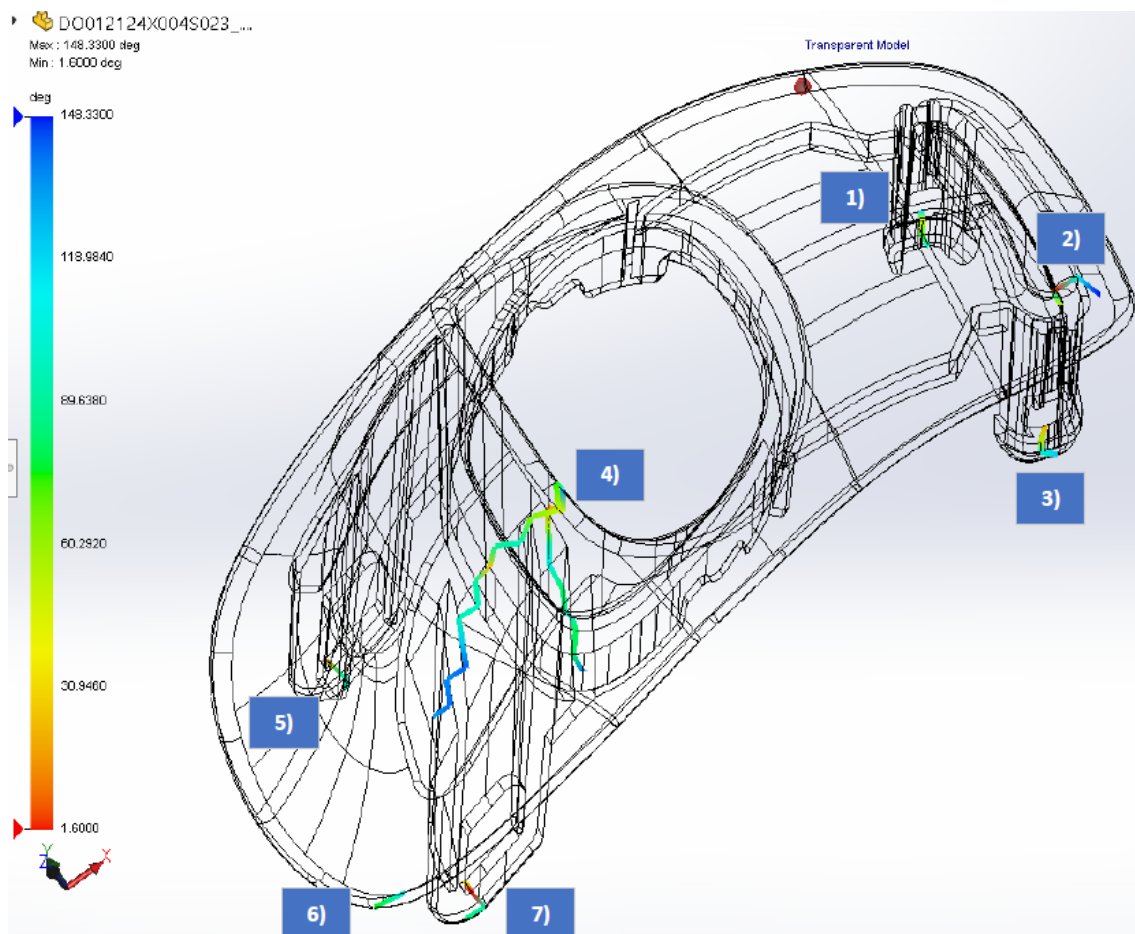 DO012124X004S023_...
Max : 148.3300 deg
Min : 1.6000 deg
Transparent Model
deg
148.3300
118.9840
89.6380
60.2920
30.9460
1.6000
1)
2)
3)
4)
5)
6)
7)
Y
Z
X